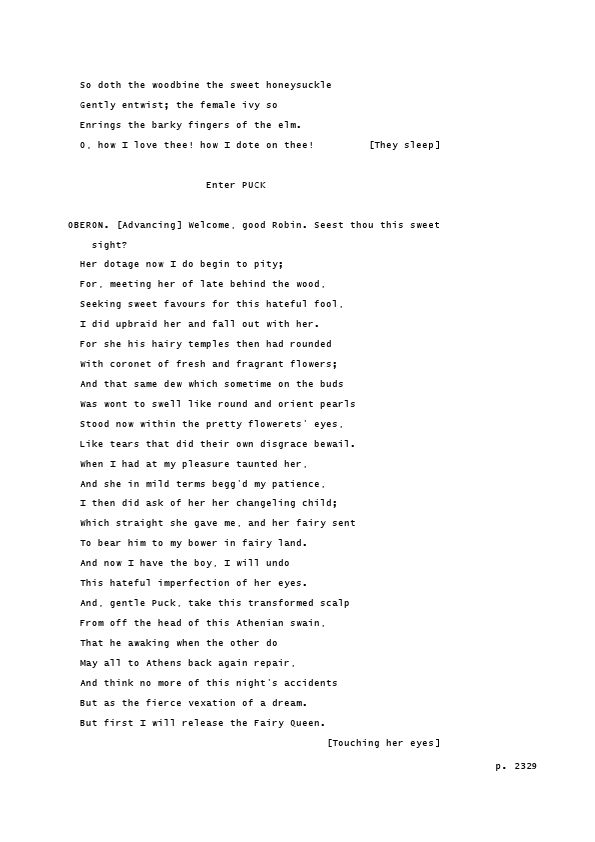 So doth the woodbine the sweet honeysuckle
Gently entwist; the female ivy so
Enrings the barky fingers of the elm.
O, how I love thee! how I dote on thee! [They sleep]
Enter PUCK
OBERON. [Advancing] Welcome, good Robin. Seest thou this sweet
sight?
Her dotage now I do begin to pity;
For, meeting her of late behind the wood,
Seeking sweet favours for this hateful fool,
I did upbraid her and fall out with her.
For she his hairy temples then had rounded
With coronet of fresh and fragrant flowers;
And that same dew which sometime on the buds
Was wont to swell like round and orient pearls
Stood now within the pretty flowerets' eyes,
Like tears that did their own disgrace bewail.
When I had at my pleasure taunted her,
And she in mild terms begg'd my patience,
I then did ask of her her changeling child;
Which straight she gave me, and her fairy sent
To bear him to my bower in fairy land.
And now I have the boy, I will undo
This hateful imperfection of her eyes.
And, gentle Puck, take this transformed scalp
From off the head of this Athenian swain,
That he awaking when the other do
May all to Athens back again repair,
And think no more of this night's accidents
But as the fierce vexation of a dream.
But first I will release the Fairy Queen.
[Touching her eyes]
p. 2329